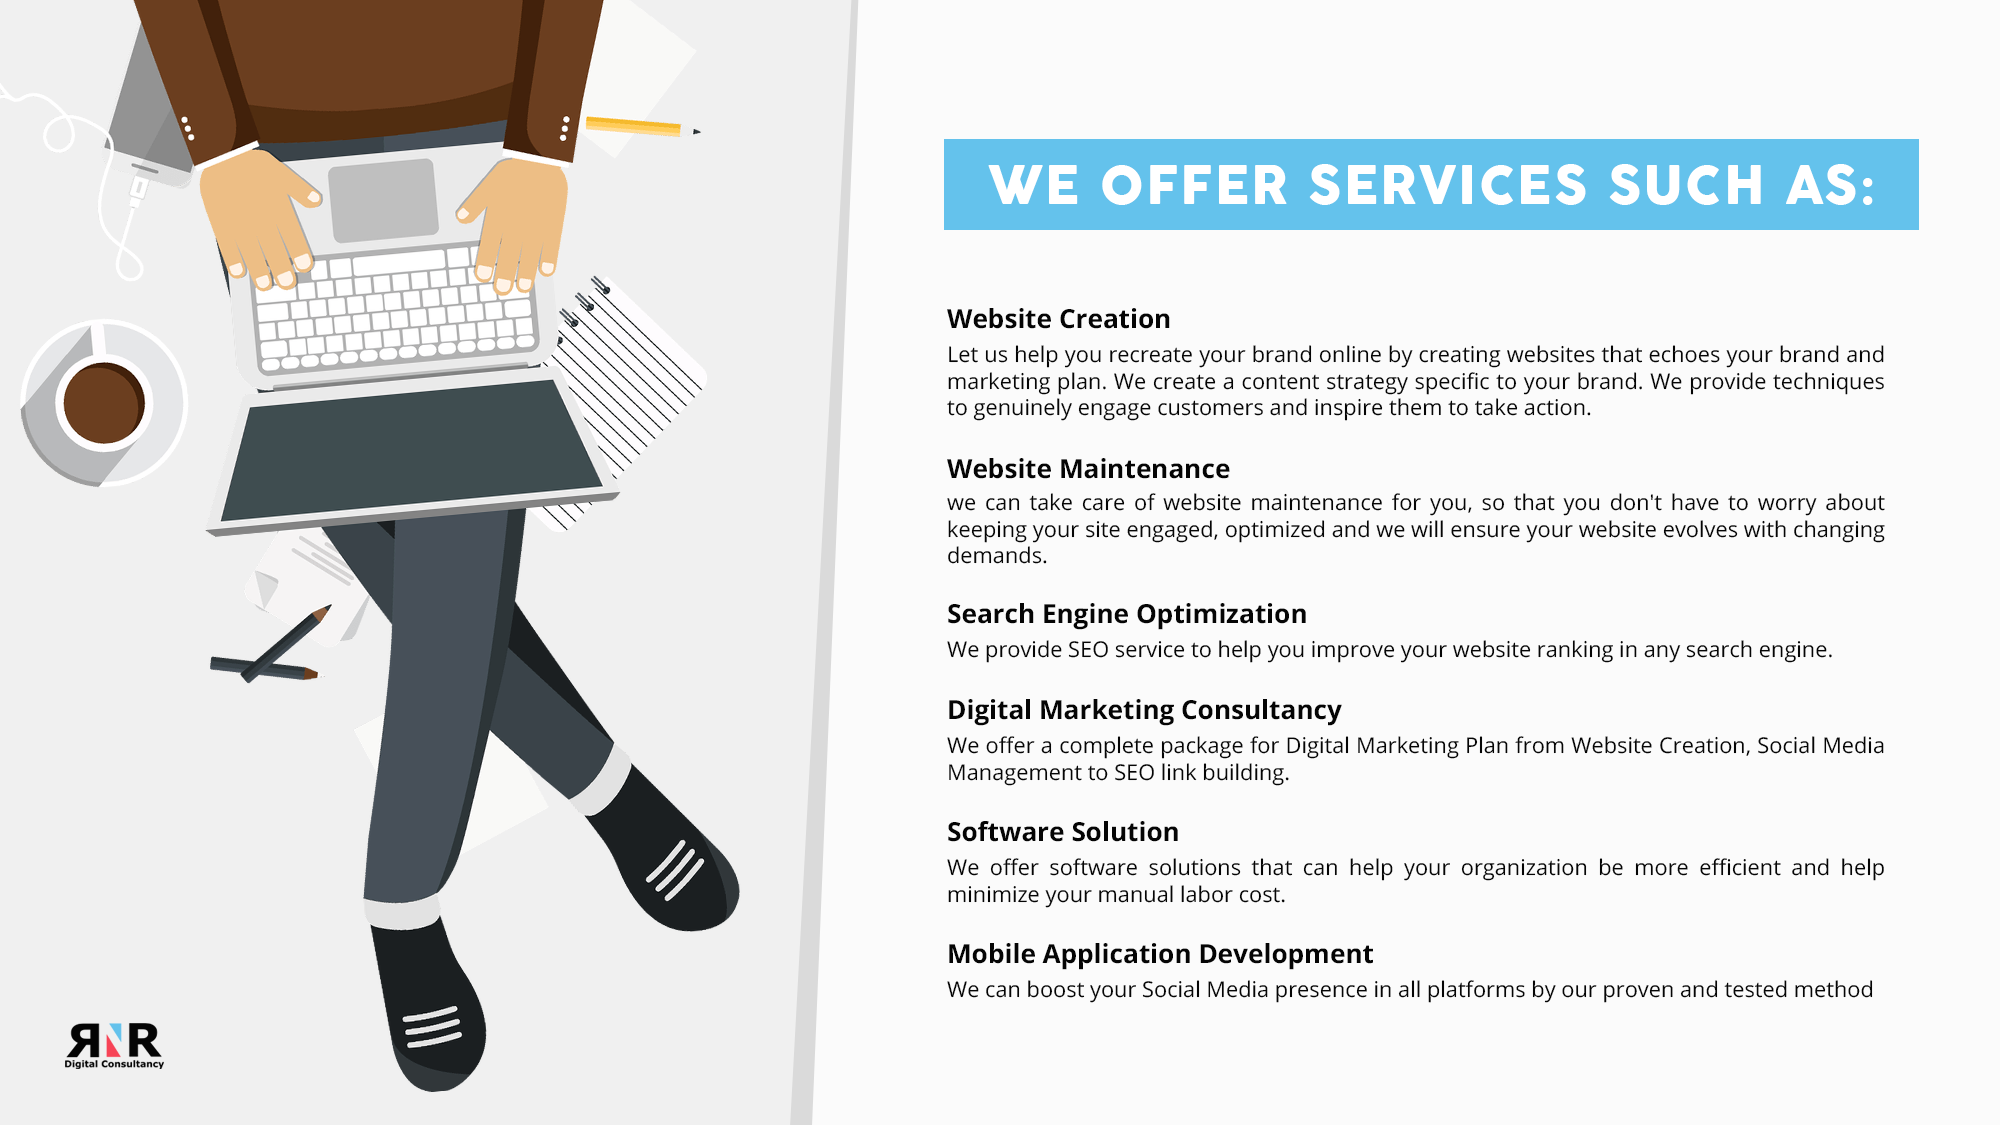 WE OFFER SERVICES SUCH AS:
Website Creation
Let us help you recreate your brand online by creating websites that echoes your brand and
marketing plan. We create a content strategy specific to your brand. We provide techniques
to genuinely engage customers and inspire them to take action.
Website Maintenance
we can take care of website maintenance for you, so that you don't have to worry about
keeping your site engaged, optimized and we will ensure your website evolves with changing
demands.
Search Engine Optimization
We provide SEO service to help you improve your website ranking in any search engine.
Digital Marketing Consultancy
We offer a complete package for Digital Marketing Plan from Website Creation, Social Media
Management to SEO link building.
Software Solution
We offer software solutions that can help your organization be more efficient and help
minimize your manual labor cost.
Mobile Application Development
We can boost your Social Media presence in all platforms by our proven and tested method
RNR
Digital Consultancy